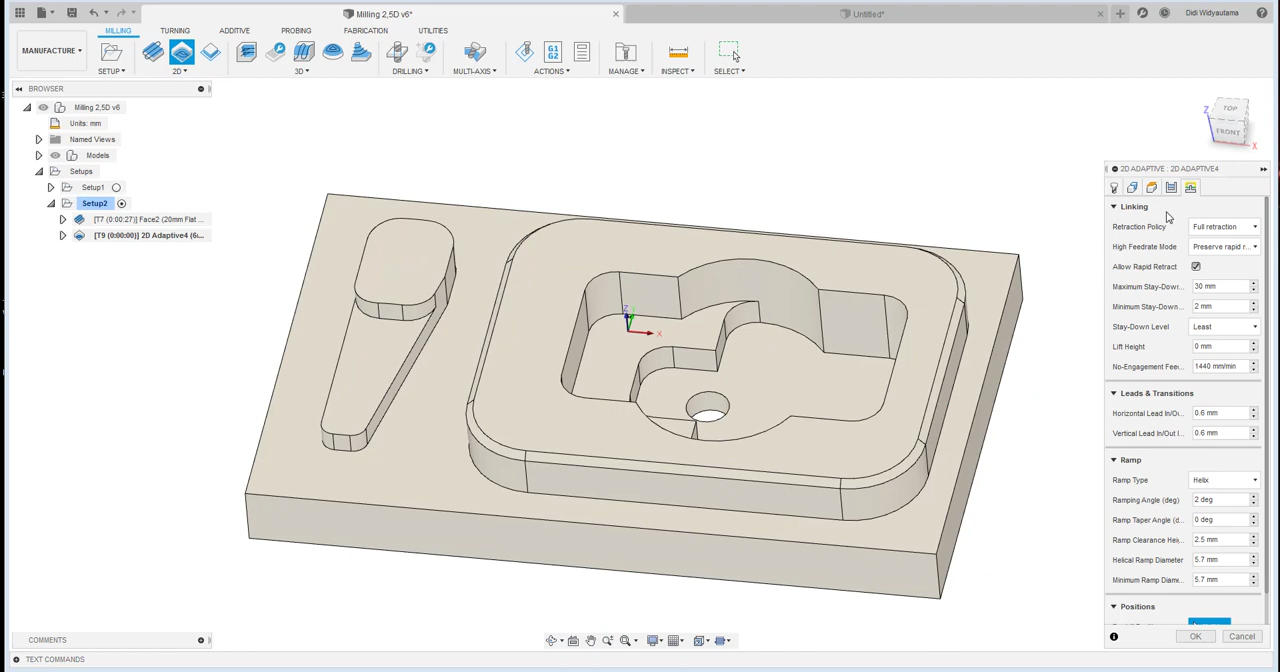 Milling 2,5D v6*
Untitled*
Didi Widyautama
MANUFACTURE
MILLING TURNING ADDITIVE PROBING FABRICATION UTILITIES
G1
G2
SETUP 2D 3D DRILLING MULTI-AXIS ACTIONS MANAGE INSPECT SELECT
BROWSER
Milling 2,5D v6
Units: mm
Named Views
Models
Setups
Setup1
Setup2
[T7 (0:00:27)] Face2 (20mm Flat ...
[T9 (0:00:00)] 2D Adaptive4 (6...
Z
TOP
FRONT
X
Z
X
2D ADAPTIVE : 2D ADAPTIVE4
Linking
Retraction Policy Full retraction
High Feedrate Mode Preserve rapid r...
Allow Rapid Retract
Maximum Stay-Down... 30 mm
Minimum Stay-Down... 2 mm
Stay-Down Level Least
Lift Height 0 mm
No-Engagement Fee... 1440 mm/min
Leads & Transitions
Horizontal Lead In/Ou... 0.6 mm
Vertical Lead In/Out ... 0.6 mm
Ramp
Ramp Type Helix
Ramping Angle (deg) 2 deg
Ramp Taper Angle (d... 0 deg
Ramp Clearance Hei... 2.5 mm
Helical Ramp Diameter 5.7 mm
Minimum Ramp Diame... 5.7 mm
Positions
OK Cancel
COMMENTS
TEXT COMMANDS